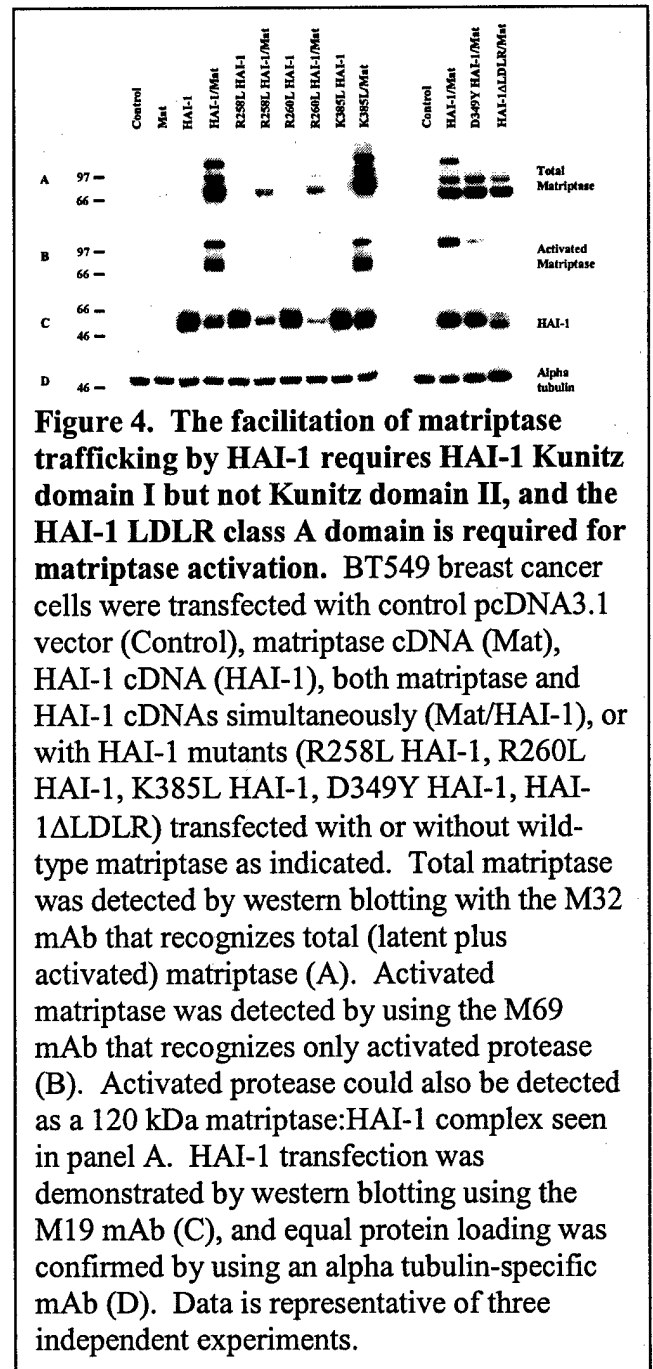 Control
Mat
HAI-1
HAI-1/Mat
R258L HAI-1
R258L HAI-1/Mat
R260L HAI-1
R260L HAI-1/Mat
K385L HAI-1
K385L/Mat
Control
HAI-1/Mat
D349Y HAI-1/Mat
HAI-1ΔLDLR/Mat
A
97
66
Total
Matriptase
B
97
66
Activated
Matriptase
C
66
46
HAI-1
D
46
Alpha
tubulin
Figure 4. The facilitation of matriptase
trafficking by HAI-1 requires HAI-1 Kunitz
domain I but not Kunitz domain II, and the
HAI-1 LDLR class A domain is required for
matriptase activation. BT549 breast cancer
cells were transfected with control pcDNA3.1
vector (Control), matriptase cDNA (Mat),
HAI-1 cDNA (HAI-1), both matriptase and
HAI-1 cDNAs simultaneously (Mat/HAI-1), or
with HAI-1 mutants (R258L HAI-1, R260L
HAI-1, K385L HAI-1, D349Y HAI-1, HAI-
1ΔLDLR) transfected with or without wild-
type matriptase as indicated. Total matriptase
was detected by western blotting with the M32
mAb that recognizes total (latent plus
activated) matriptase (A). Activated
matriptase was detected by using the M69
mAb that recognizes only activated protease
(B). Activated protease could also be detected
as a 120 kDa matriptase:HAI-1 complex seen
in panel A. HAI-1 transfection was
demonstrated by western blotting using the
M19 mAb (C), and equal protein loading was
confirmed by using an alpha tubulin-specific
mAb (D). Data is representative of three
independent experiments.